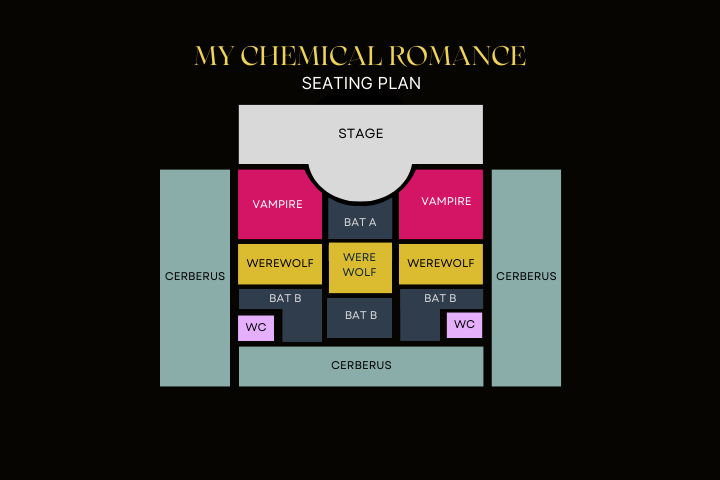 MY CHEMICAL ROMANCE
SEATING PLAN
STAGE
VAMPIRE
VAMPIRE
BAT A
WEREWOLF
WERE
WOLF
WEREWOLF
CERBERUS
CERBERUS
BAT B
BAT B
BAT B
WC
WC
CERBERUS